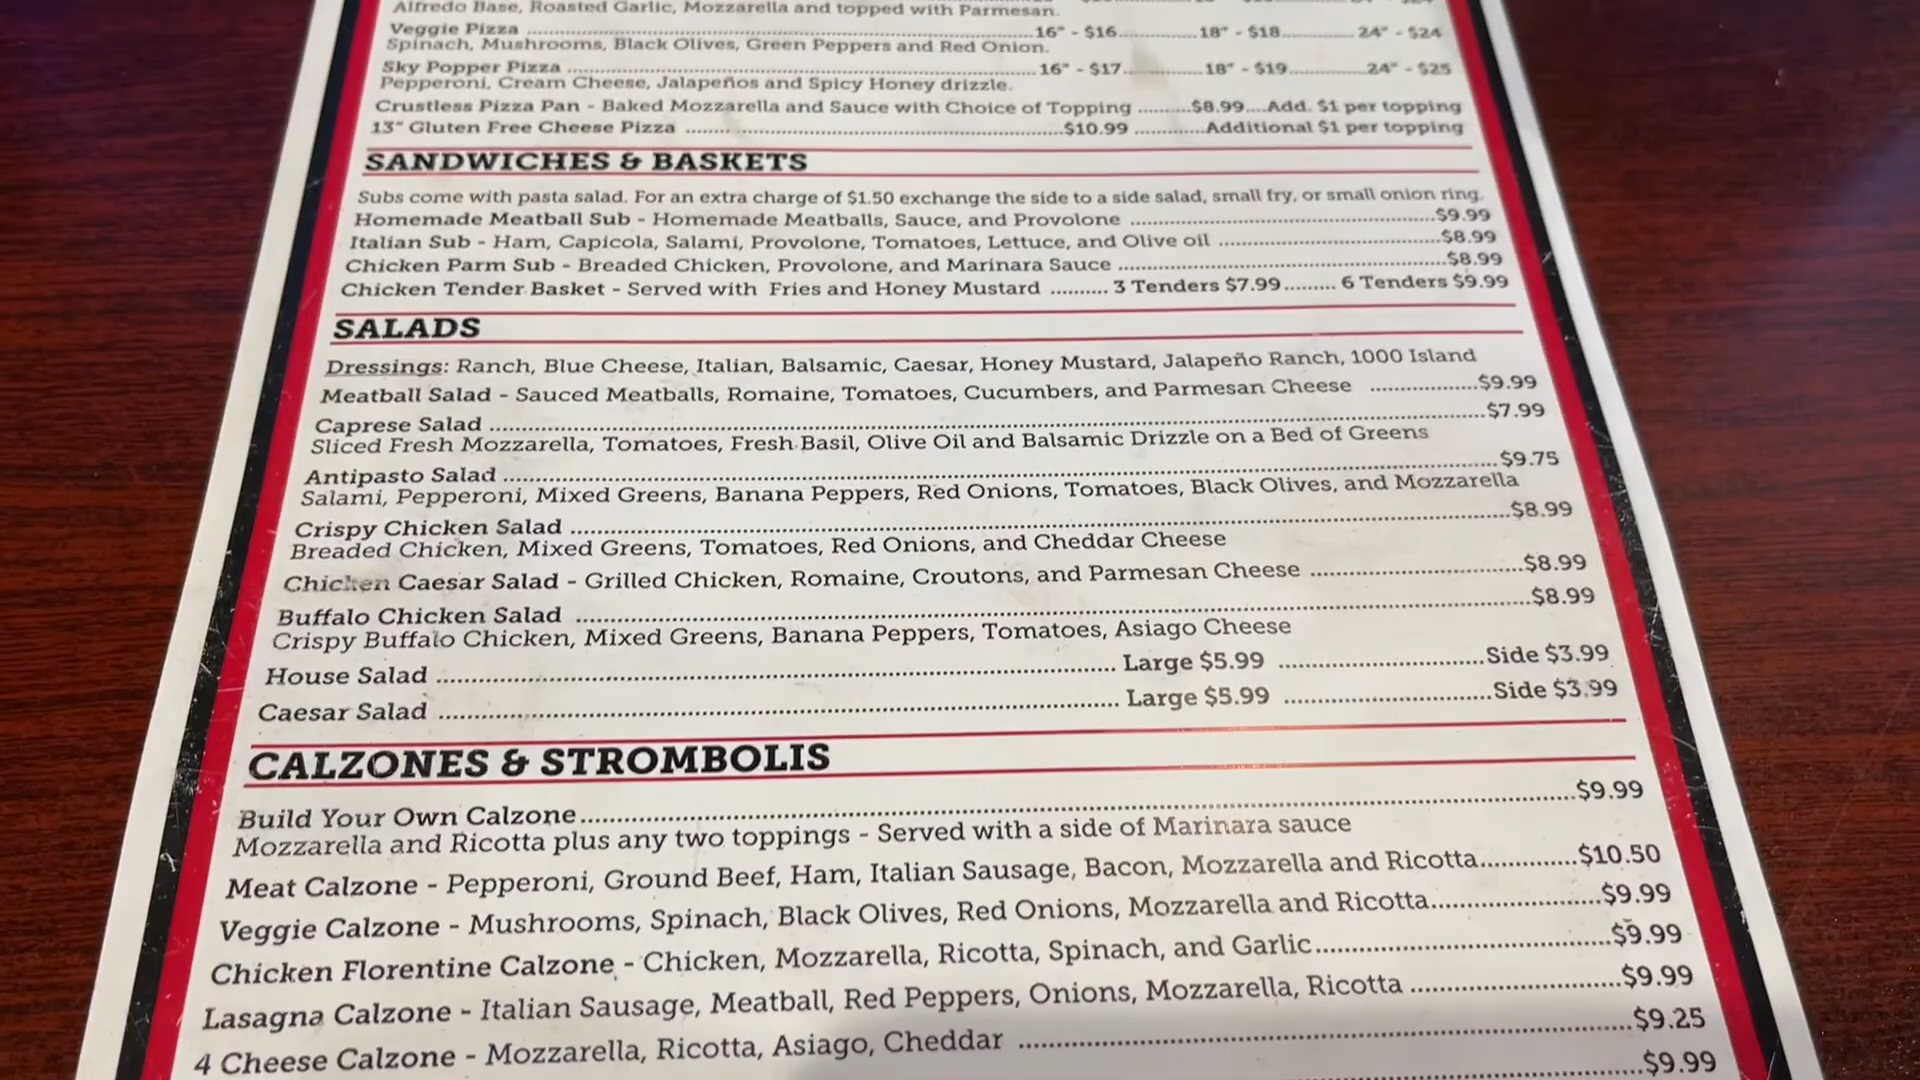 Alfredo Base, Roasted Garlic, Mozzarella and topped with Parmesan.
Veggie Pizza ..... 16" - $16 ..... 18" - $18 ..... 24" - $24
Spinach, Mushrooms, Black Olives, Green Peppers and Red Onion.
Sky Popper Pizza ..... 16" - $17 ..... 18" - $19 ..... 24" - $25
Pepperoni, Cream Cheese, Jalapeños and Spicy Honey drizzle.
Crustless Pizza Pan - Baked Mozzarella and Sauce with Choice of Topping ..... $8.99....Add. $1 per topping
13" Gluten Free Cheese Pizza ..... $10.99 ..... Additional $1 per topping
SANDWICHES & BASKETS
Subs come with pasta salad. For an extra charge of $1.50 exchange the side to a side salad, small fry, or small onion ring.
Homemade Meatball Sub - Homemade Meatballs, Sauce, and Provolone ..... $9.99
Italian Sub - Ham, Capicola, Salami, Provolone, Tomatoes, Lettuce, and Olive oil ..... $8.99
Chicken Parm Sub - Breaded Chicken, Provolone, and Marinara Sauce ..... $8.99
Chicken Tender Basket - Served with Fries and Honey Mustard .......... 3 Tenders $7.99......... 6 Tenders $9.99
SALADS
Dressings: Ranch, Blue Cheese, Italian, Balsamic, Caesar, Honey Mustard, Jalapeño Ranch, 1000 Island
Meatball Salad - Sauced Meatballs, Romaine, Tomatoes, Cucumbers, and Parmesan Cheese ..... $9.99
Caprese Salad ..... $7.99
Sliced Fresh Mozzarella, Tomatoes, Fresh Basil, Olive Oil and Balsamic Drizzle on a Bed of Greens
Antipasto Salad ..... $9.75
Salami, Pepperoni, Mixed Greens, Banana Peppers, Red Onions, Tomatoes, Black Olives, and Mozzarella
Crispy Chicken Salad ..... $8.99
Breaded Chicken, Mixed Greens, Tomatoes, Red Onions, and Cheddar Cheese
Chicken Caesar Salad - Grilled Chicken, Romaine, Croutons, and Parmesan Cheese ..... $8.99
Buffalo Chicken Salad ..... $8.99
Crispy Buffalo Chicken, Mixed Greens, Banana Peppers, Tomatoes, Asiago Cheese
House Salad ..... Large $5.99 ..... Side $3.99
Caesar Salad ..... Large $5.99 ..... Side $3.99
CALZONES & STROMBOLIS
Build Your Own Calzone ..... $9.99
Mozzarella and Ricotta plus any two toppings - Served with a side of Marinara sauce
Meat Calzone - Pepperoni, Ground Beef, Ham, Italian Sausage, Bacon, Mozzarella and Ricotta ..... $10.50
Veggie Calzone - Mushrooms, Spinach, Black Olives, Red Onions, Mozzarella and Ricotta ..... $9.99
Chicken Florentine Calzone - Chicken, Mozzarella, Ricotta, Spinach, and Garlic ..... $9.99
Lasagna Calzone - Italian Sausage, Meatball, Red Peppers, Onions, Mozzarella, Ricotta ..... $9.99
4 Cheese Calzone - Mozzarella, Ricotta, Asiago, Cheddar ..... $9.25
$9.99